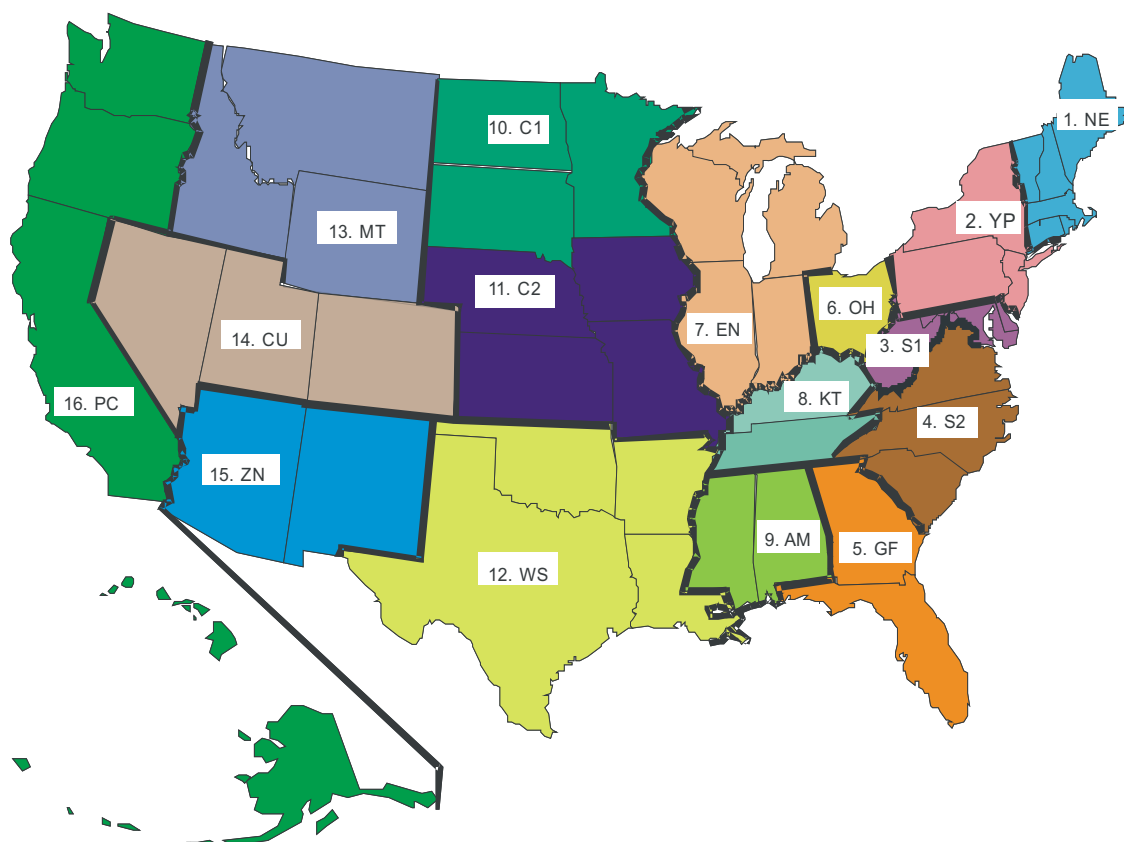 1. NE
2. YP
3. S1
4. S2
5. GF
6. OH
7. EN
8. KT
9. AM
10. C1
11. C2
12. WS
13. MT
14. CU
15. ZN
16. PC